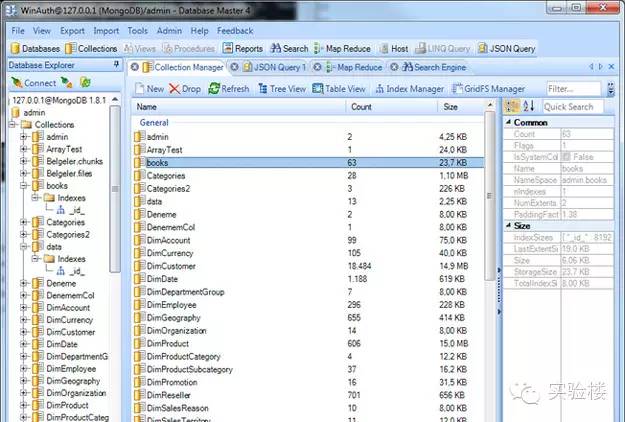 WinAuth@127.0.0.1 (MongoDB)/admin - Database Master 4
File View Export Import Tools Admin Help Feedback
Databases Collections Views Procedures Reports Search Map Reduce Host LINQ Query JSON Query
Database Explorer
Connect
127.0.0.1@MongoDB 1.8.1
admin
Collections
admin
ArrayTest
Belgeler.chunks
Belgeler.files
books
Indexes
_id_
Categories
Categories2
data
Indexes
_id_
Deneme
DenememCol
DimAccount
DimCurrency
DimCustomer
DimDate
DimDepartmentG
DimEmployee
DimGeography
DimOrganization
DimProduct
DimProductCateg
Collection Manager JSON Query 1 Map Reduce Search Engine
New Drop Refresh Tree View Table View Index Manager GridFS Manager Filter...
Name Count Size
General
admin 2 4,25 KB
ArrayTest 1 24,0 KB
books 63 23,7 KB
Categories 28 1,10 MB
Categories2 3 226 KB
data 13 2,25 KB
Deneme 2 8,00 KB
DenememCol 1 8,00 KB
DimAccount 99 75,0 KB
DimCurrency 105 40,0 KB
DimCustomer 18.484 14,9 MB
DimDate 1.188 619 KB
DimDepartmentGroup 7 8,00 KB
DimEmployee 296 228 KB
DimGeography 655 414 KB
DimOrganization 14 8,00 KB
DimProduct 606 15,0 MB
DimProductCategory 4 12,2 KB
DimProductSubcategory 37 16,2 KB
DimPromotion 16 31,5 KB
DimReseller 701 656 KB
DimSalesReason 10 8,00 KB
DimSalesTerritory 11 12,0 KB
Quick Search
Common
Count 63
Flags 1
IsSystemCol False
Name books
NameSpace admin.books
nIndexes 1
NumExtents 2
PaddingFact 1.38
Size
IndexSizes { "_id_" : 8192
LastExtentSi 19.0 KB
Size 6.06 KB
StorageSize 23.7 KB
TotalIndexSi 8.00 KB
实验楼